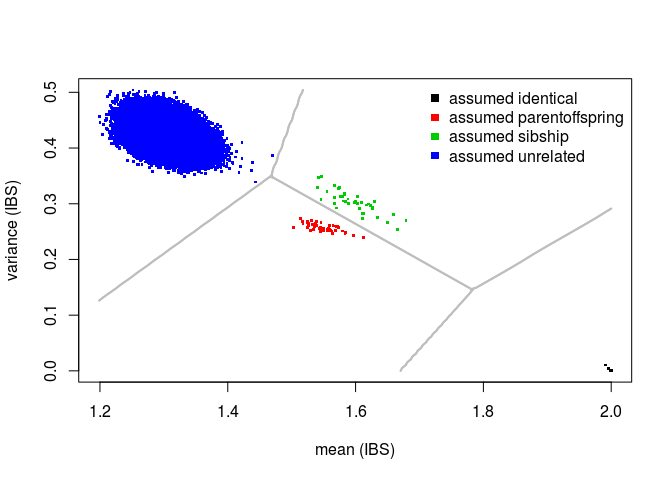 assumed identical
assumed parentoffspring
assumed sibship
assumed unrelated
variance (IBS)
0.5
0.4
0.3
0.2
0.1
0.0
1.2 1.4 1.6 1.8 2.0
mean (IBS)